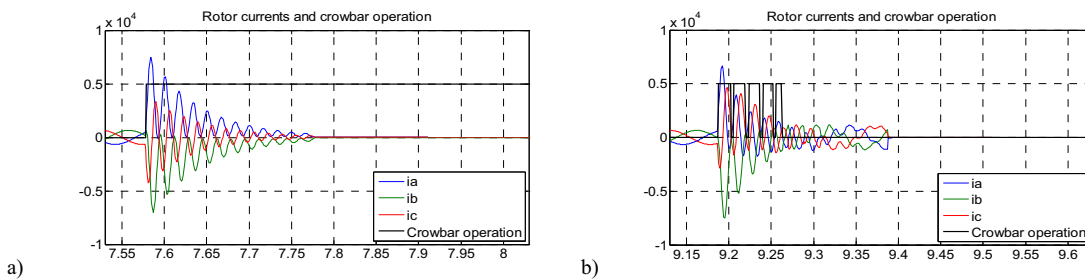 Rotor currents and crowbar operation
x 10^4
1
0.5
0
-0.5
-1
7.55 7.6 7.65 7.7 7.75 7.8 7.85 7.9 7.95 8
ia
ib
ic
Crowbar operation
a)
Rotor currents and crowbar operation
x 10^4
1
0.5
0
-0.5
-1
9.15 9.2 9.25 9.3 9.35 9.4 9.45 9.5 9.55 9.6
ia
ib
ic
Crowbar operation
b)